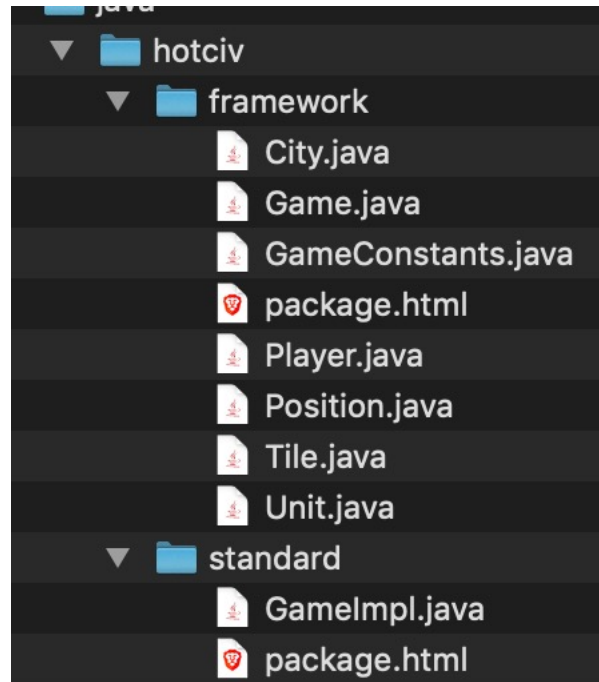 java
hotciv
framework
City.java
Game.java
GameConstants.java
package.html
Player.java
Position.java
Tile.java
Unit.java
standard
GameImpl.java
package.html